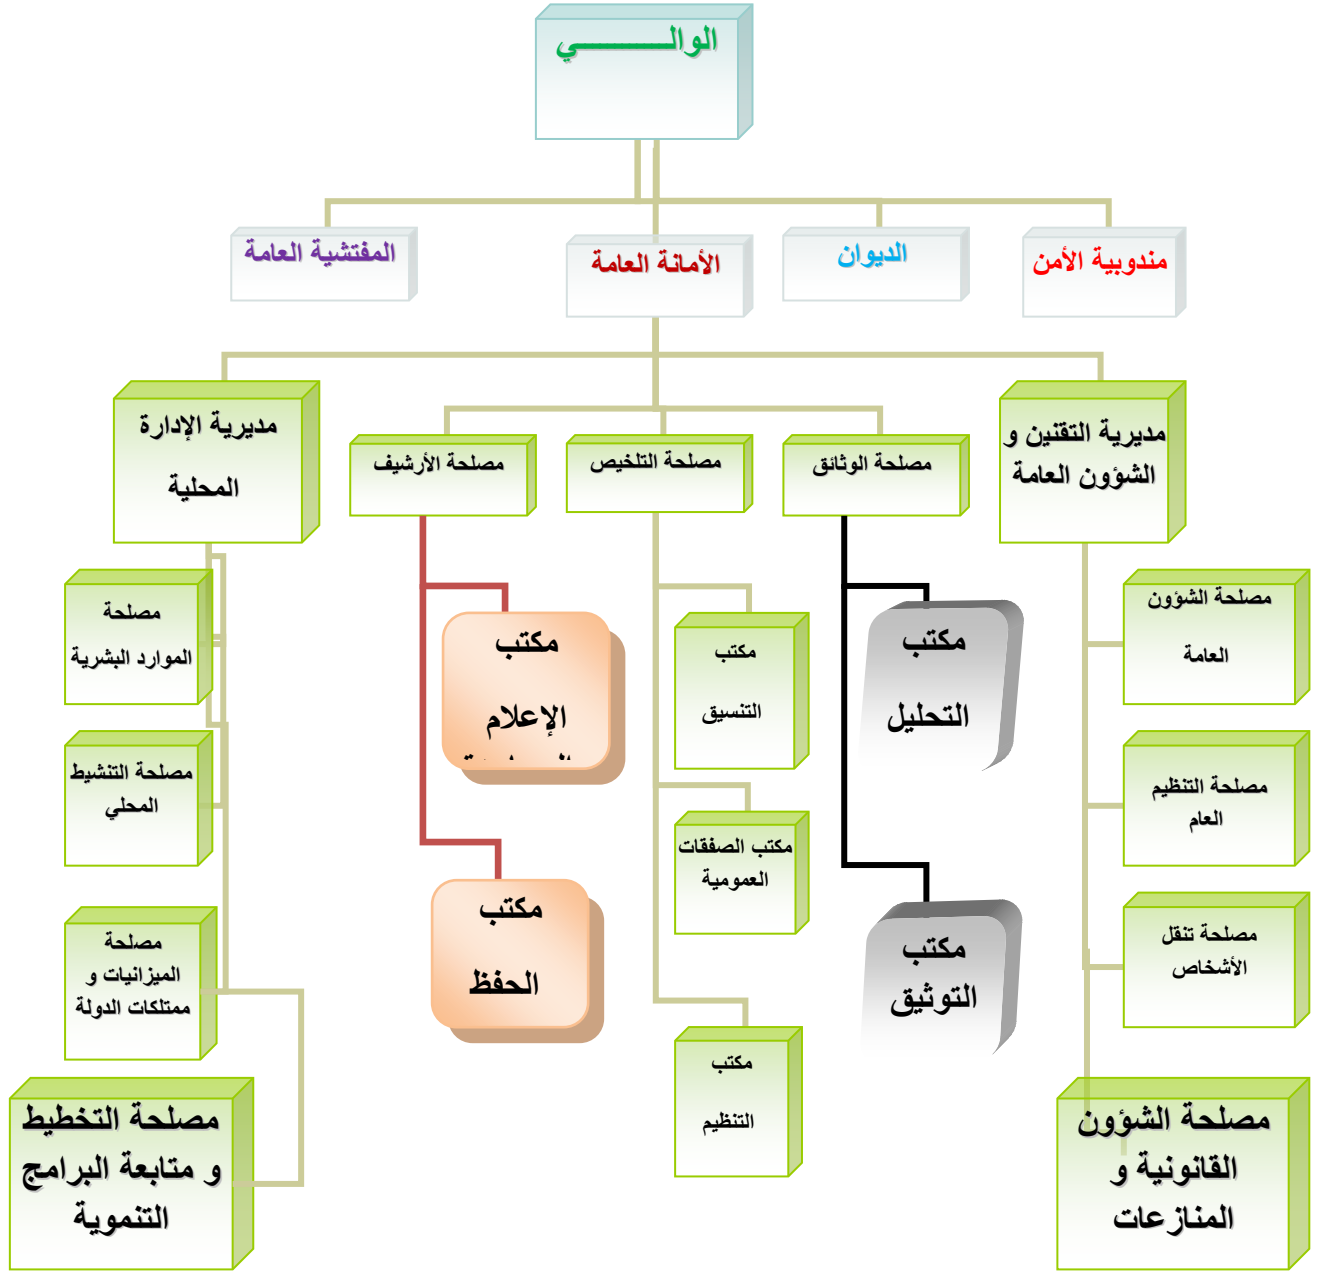 الوالـــــــــــــي
مندوبية الأمن
الديوان
الأمانة العامة
المفتشية العامة
مديرية التقنين و
الشؤون العامة
مصلحة الوثائق
مصلحة التلخيص
مصلحة الأرشيف
مديرية الإدارة
المحلية
مصلحة الشؤون
العامة
مكتب
التحليل
مكتب
التنسيق
مكتب
الإعلام
مصلحة
الموارد البشرية
مصلحة التنظيم
العام
مكتب الصفقات
العمومية
مصلحة التنشيط
المحلي
مصلحة تنقل
الأشخاص
مكتب
التوثيق
مكتب
الحفظ
مصلحة
الميزانيات و
ممتلكات الدولة
مصلحة الشؤون
القانونية و
المنازعات
مكتب
التنظيم
مصلحة التخطيط
و متابعة البرامج
التنموية